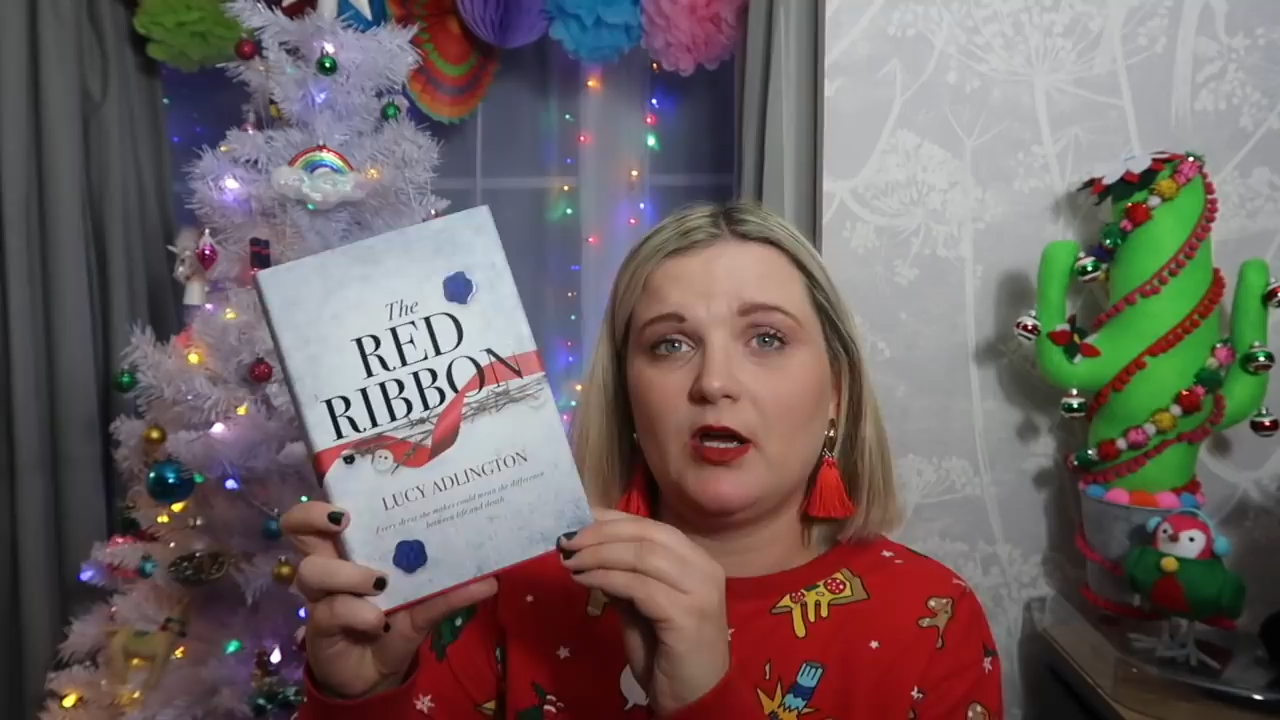 The
RED
RIBBON
LUCY ADLINGTON
Every dress she makes could mean the difference
between life and death